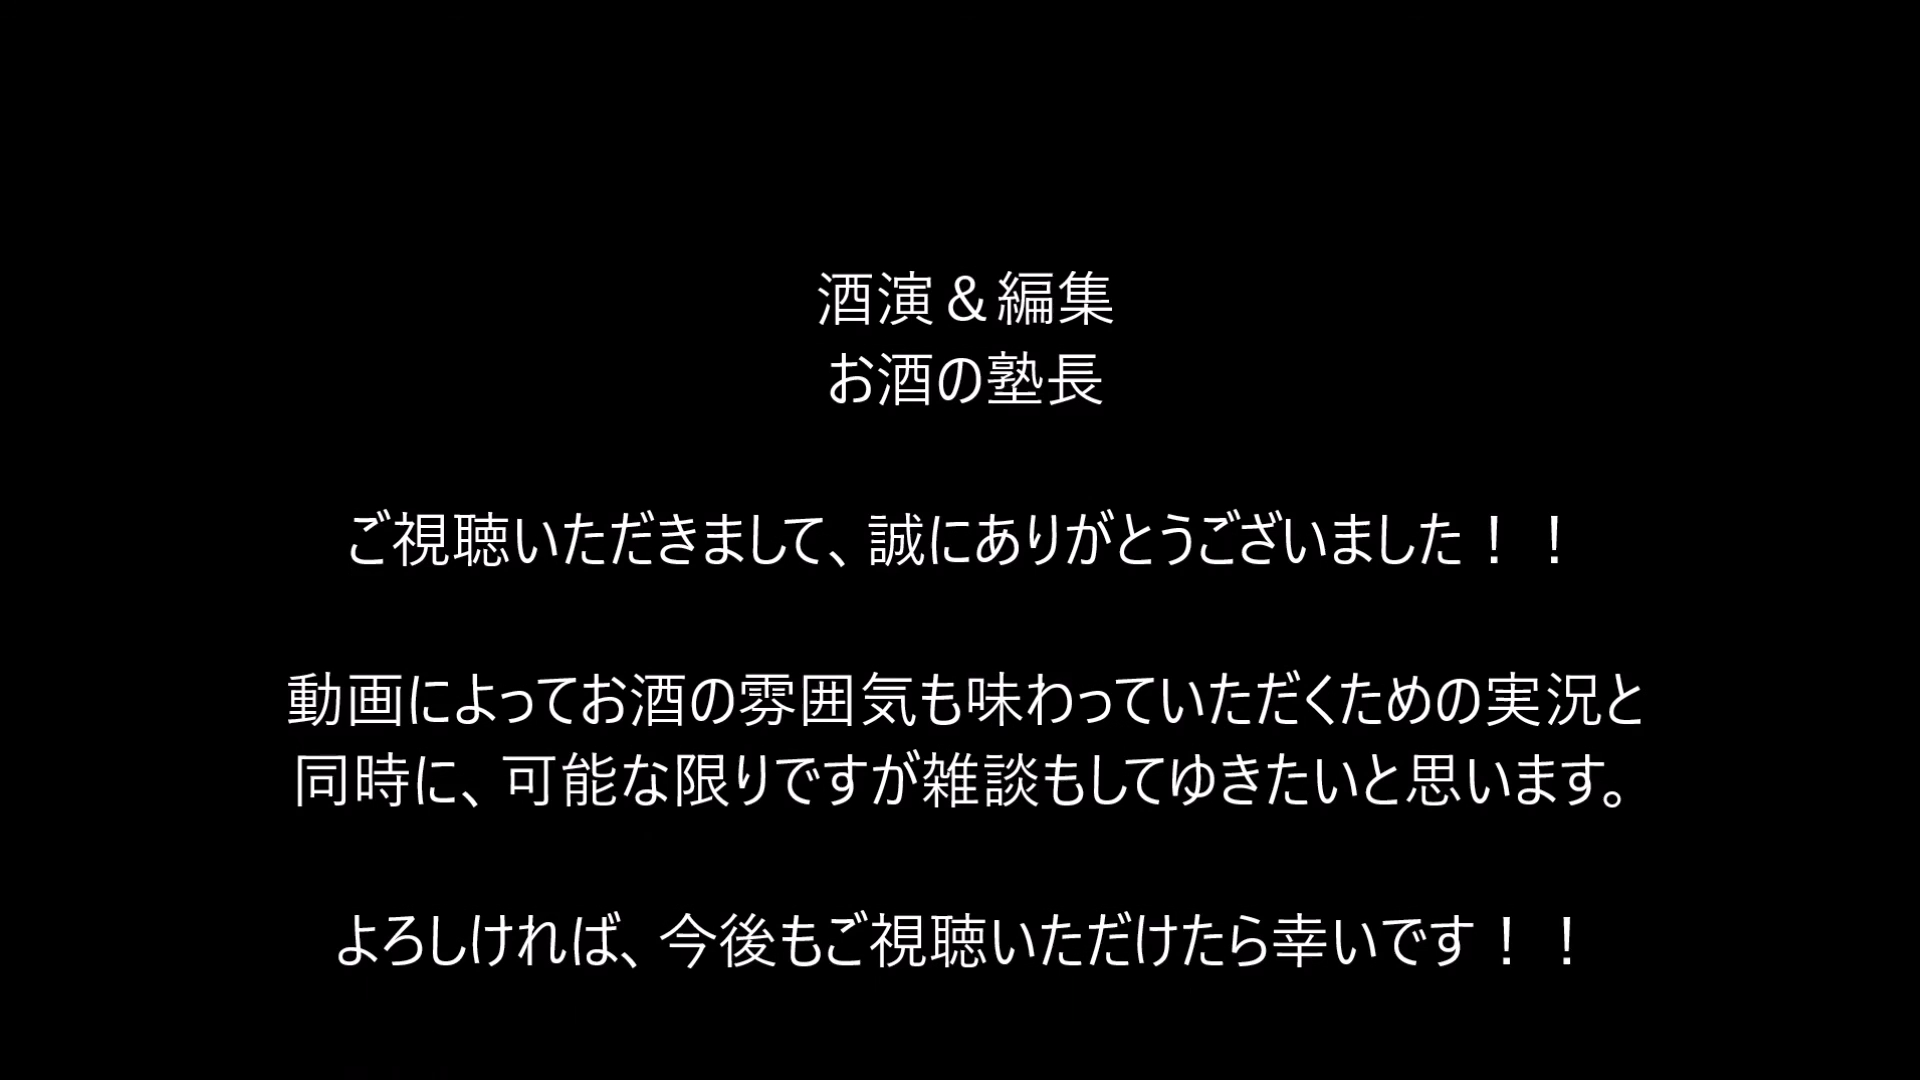 酒演＆編集
お酒の塾長
ご視聴いただきまして、誠にありがとうございました！！
動画によってお酒の雰囲気も味わっていただくための実況と
同時に、可能な限りですが雑談もしてゆきたいと思います。
よろしければ、今後もご視聴いただけたら幸いです！！